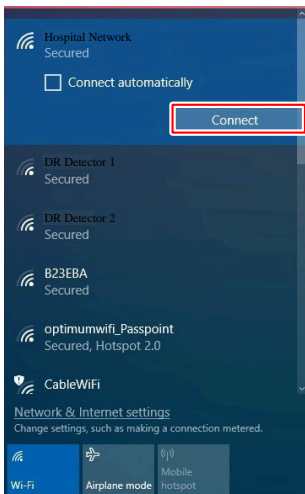 Hospital Network
Secured
Connect automatically
Connect
DR Detector 1
Secured
DR Detector 2
Secured
B23EBA
Secured
optimumwifi_Passpoint
Secured, Hotspot 2.0
CableWiFi
Network & Internet settings
Change settings, such as making a connection metered.
Wi-Fi
Airplane mode
Mobile
hotspot